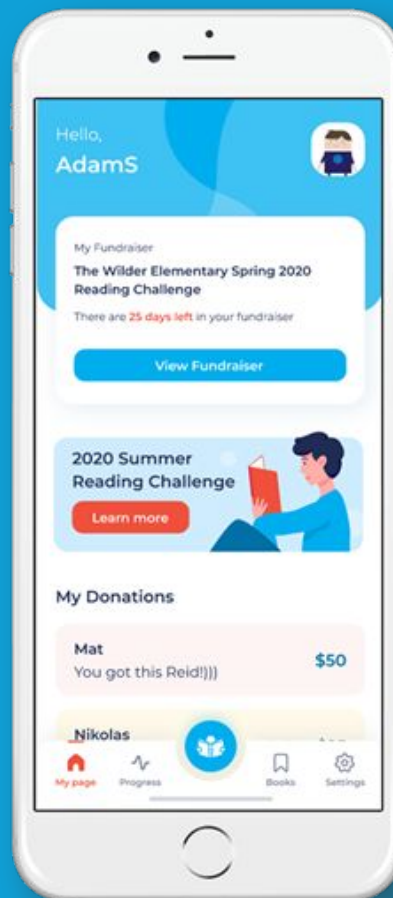 Hello,
AdamS
My Fundraiser
The Wilder Elementary Spring 2020
Reading Challenge
There are 25 days left in your fundraiser
View Fundraiser
2020 Summer
Reading Challenge
Learn more
My Donations
Mat
You got this Reid!)))
$50
Nikolas
My page
Progress
Books
Settings